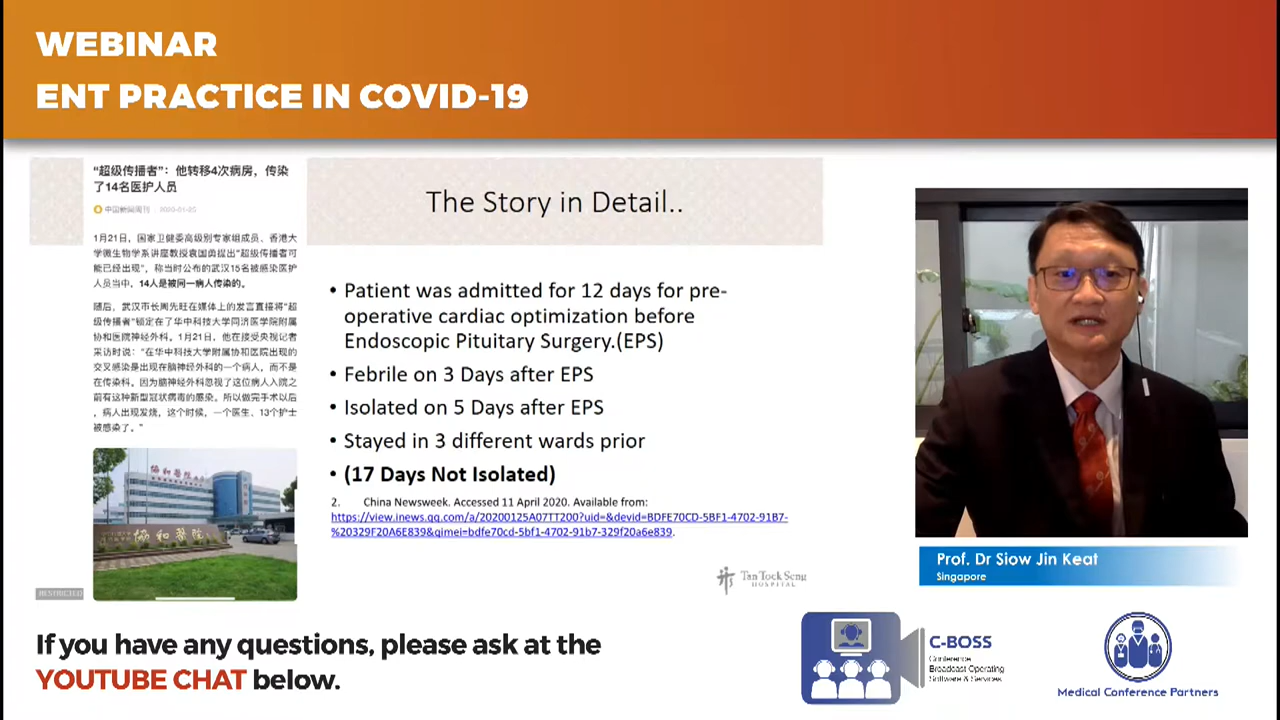 WEBINAR
ENT PRACTICE IN COVID-19
“超级传播者”：他转移4次病房，传染
了14名医护人员
中国新闻周刊 2020-01-25
1月21日，国家卫健委高级别专家组成员、香港大
学微生物学系讲座教授袁国勇提出“超级传播者可
能已经出现”，称当时公布的武汉15名被感染医护
人员当中，14人是被同一病人传染的。
随后，武汉市长周先旺在媒体上的发言直接将“超
级传播者”锁定在了华中科技大学同济医学院附属
协和医院神经外科。1月21日，他在接受央视记者
采访时说：“在华中科技大学附属协和医院出现的
交叉感染是出现在脑神经外科的一个病人，而不是
在传染科。因为脑神经外科忽视了这位病人入院之
前有这种新型冠状病毒的感染。所以做完手术以后
，病人出现发烧，这个时候，一个医生、13个护士
被感染了。”
協和醫院
協和醫院
RESTRICTED
The Story in Detail..
• Patient was admitted for 12 days for pre-
operative cardiac optimization before
Endoscopic Pituitary Surgery.(EPS)
• Febrile on 3 Days after EPS
• Isolated on 5 Days after EPS
• Stayed in 3 different wards prior
• (17 Days Not Isolated)
2. China Newsweek. Accessed 11 April 2020. Available from:
https://view.inews.qq.com/a/20200125A07TT200?uid=&devid=BDFE70CD-5BF1-4702-91B7-
%20329F20A6E839&qimei=bdfe70cd-5bf1-4702-91b7-329f20a6e839.
Tan Tock Seng
HOSPITAL
Prof. Dr Siow Jin Keat
Singapore
If you have any questions, please ask at the
YOUTUBE CHAT below.
C-BOSS
Conference
Broadcast Operating
Software & Services
Medical Conference Partners